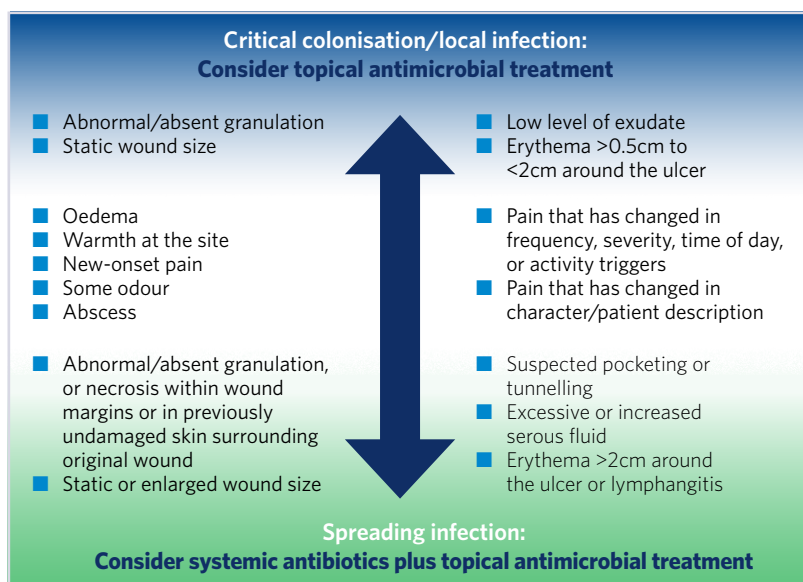 Critical colonisation/local infection:
Consider topical antimicrobial treatment
■ Abnormal/absent granulation
■ Static wound size
■ Low level of exudate
■ Erythema >0.5cm to
<2cm around the ulcer
■ Oedema
■ Warmth at the site
■ New-onset pain
■ Some odour
■ Abscess
■ Pain that has changed in
frequency, severity, time of day,
or activity triggers
■ Pain that has changed in
character/patient description
■ Abnormal/absent granulation,
or necrosis within wound
margins or in previously
undamaged skin surrounding
original wound
■ Static or enlarged wound size
■ Suspected pocketing or
tunnelling
■ Excessive or increased
serous fluid
■ Erythema >2cm around
the ulcer or lymphangitis
Spreading infection:
Consider systemic antibiotics plus topical antimicrobial treatment